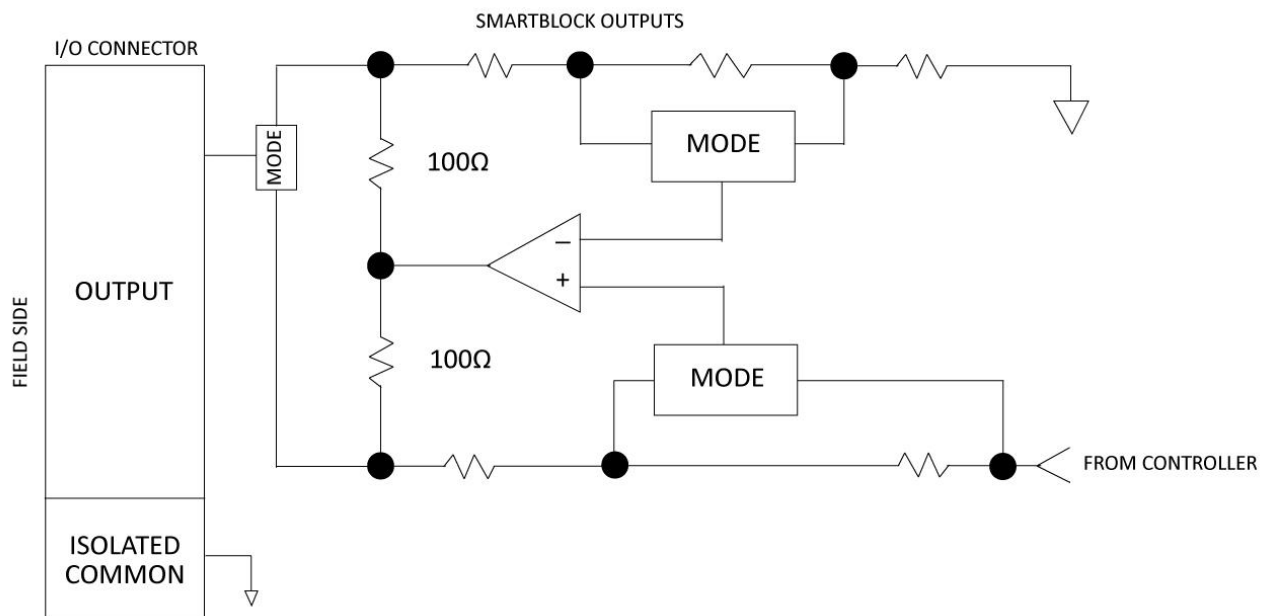 SMARTBLOCK OUTPUTS
I/O CONNECTOR
MODE
MODE
100Ω
−
+
OUTPUT
FIELD SIDE
100Ω
MODE
FROM CONTROLLER
ISOLATED
COMMON